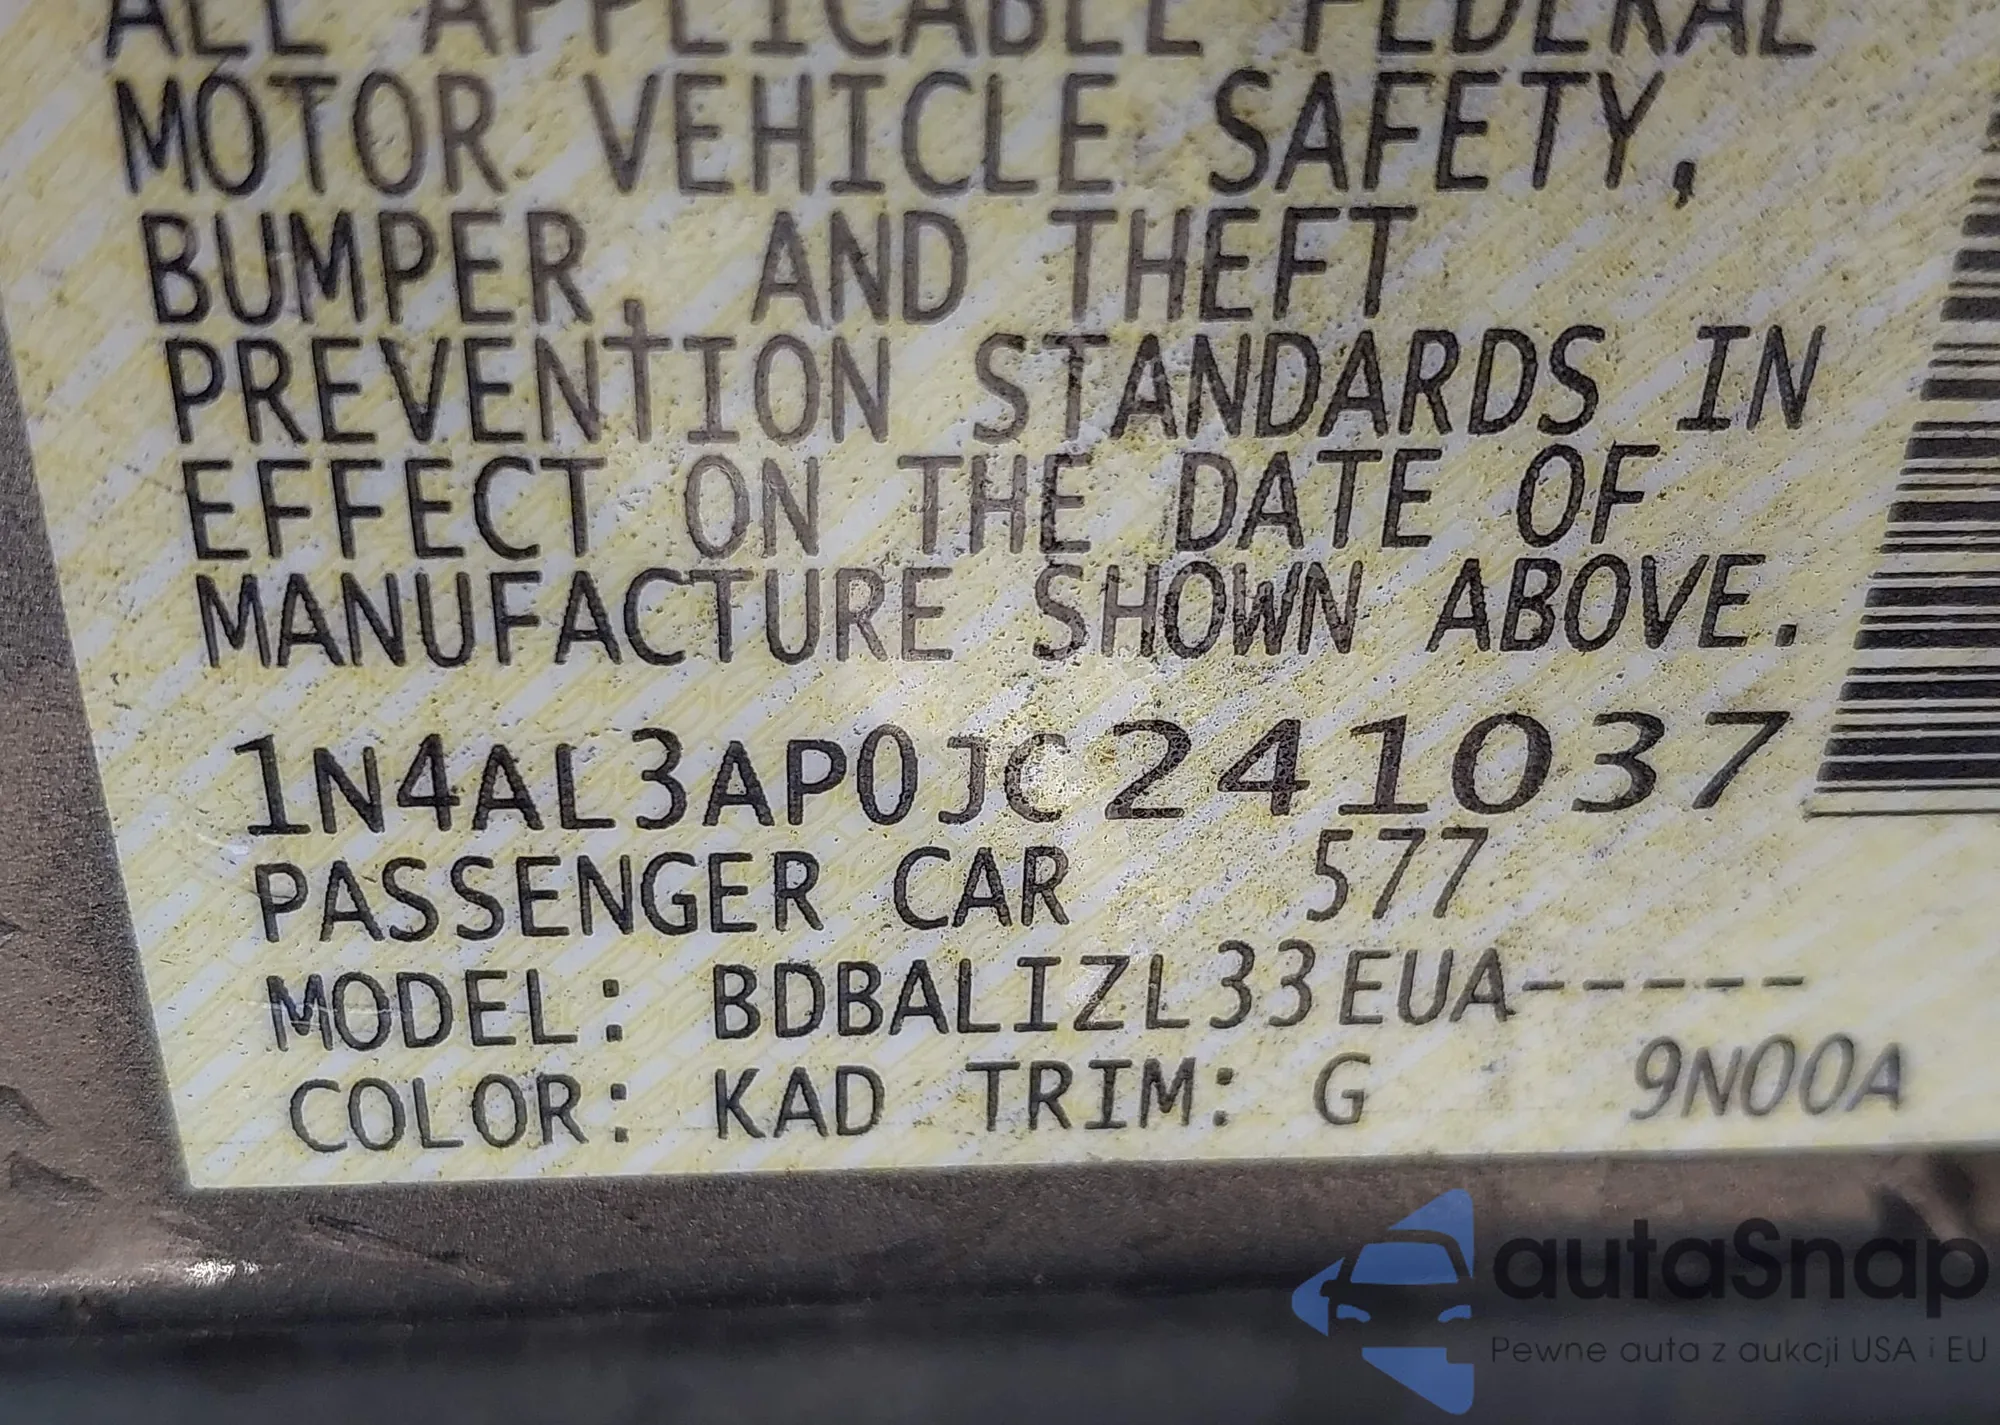 ALL APPLICABLE FEDERAL
MOTOR VEHICLE SAFETY,
BUMPER, AND THEFT
PREVENTION STANDARDS IN
EFFECT ON THE DATE OF
MANUFACTURE SHOWN ABOVE.
1N4AL3AP0JC241037
PASSENGER CAR 577
MODEL: BDBALIZL33EUA-----
COLOR: KAD TRIM: G 9N00A
autaSnap
Pewne auta z aukcji USA i EU